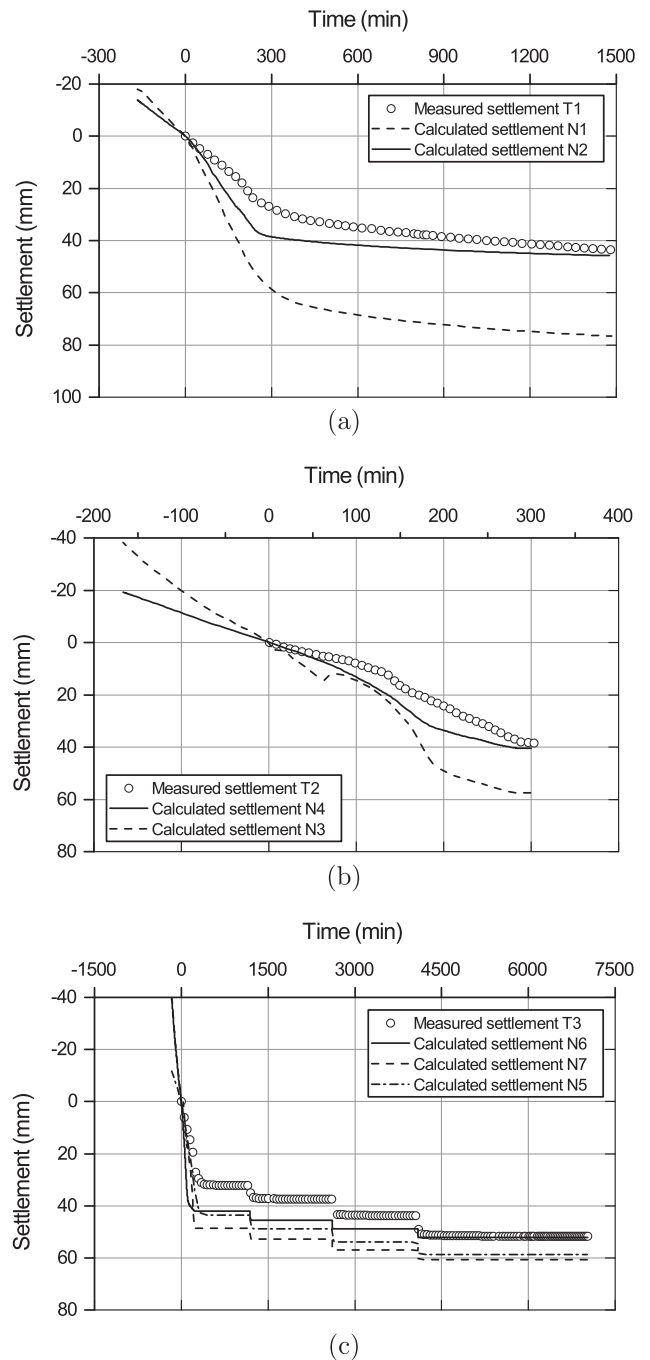 Time (min)
-300 0 300 600 900 1200 1500
-20
0
20
40
60
80
100
Settlement (mm)
Measured settlement T1
Calculated settlement N1
Calculated settlement N2
(a)
Time (min)
-200 -100 0 100 200 300 400
-40
-20
0
20
40
60
80
Settlement (mm)
Measured settlement T2
Calculated settlement N4
Calculated settlement N3
(b)
Time (min)
-1500 0 1500 3000 4500 6000 7500
-40
-20
0
20
40
60
80
Settlement (mm)
Measured settlement T3
Calculated settlement N6
Calculated settlement N7
Calculated settlement N5
(c)